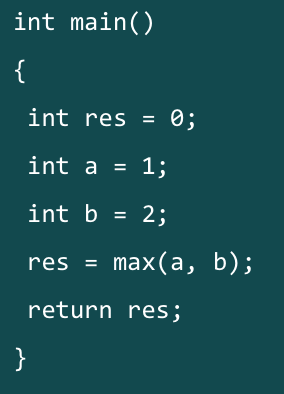 int main()
{
 int res = 0;
 int a = 1;
 int b = 2;
 res = max(a, b);
 return res;
}